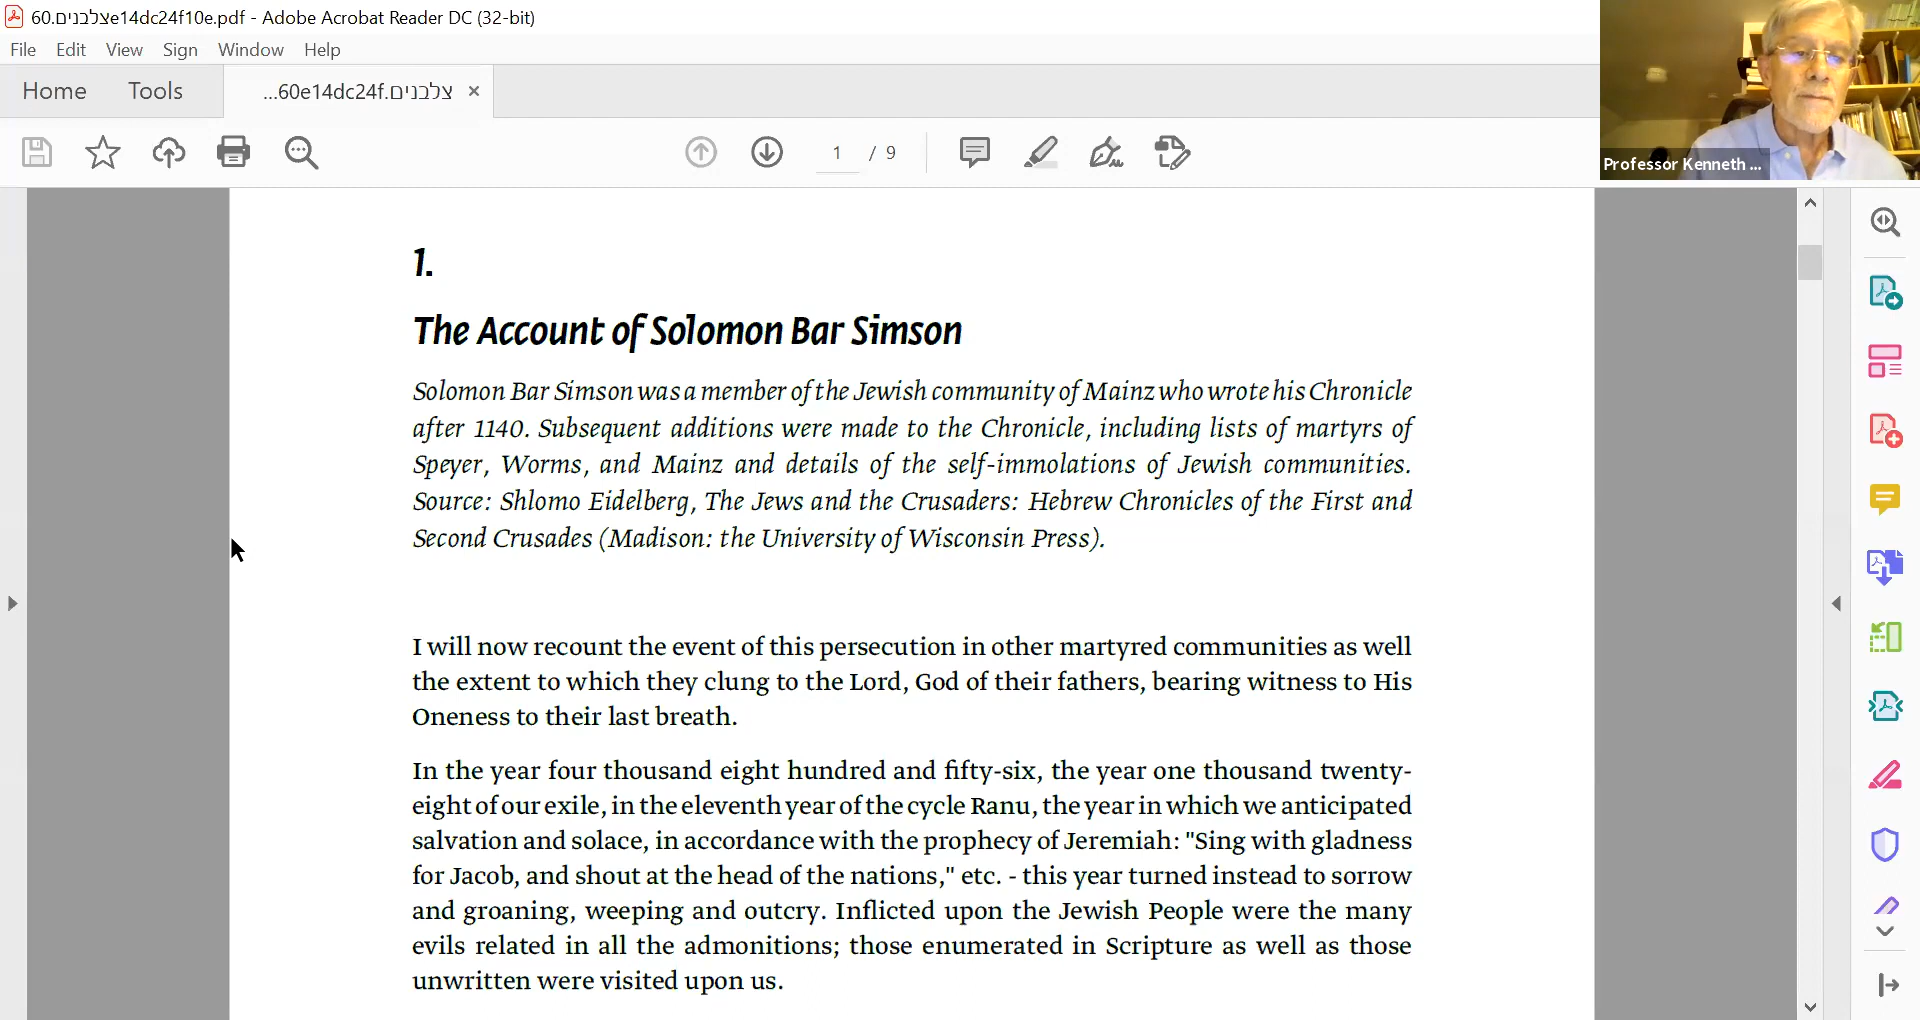 60.צלבניםe14dc24f10e.pdf - Adobe Acrobat Reader DC (32-bit)
File Edit View Sign Window Help
Home Tools ...60e14dc24f.צלבנים ×
1 / 9
Professor Kenneth ...
1.
The Account of Solomon Bar Simson
Solomon Bar Simson was a member of the Jewish community of Mainz who wrote his Chronicle
after 1140. Subsequent additions were made to the Chronicle, including lists of martyrs of
Speyer, Worms, and Mainz and details of the self-immolations of Jewish communities.
Source: Shlomo Eidelberg, The Jews and the Crusaders: Hebrew Chronicles of the First and
Second Crusades (Madison: the University of Wisconsin Press).
I will now recount the event of this persecution in other martyred communities as well
the extent to which they clung to the Lord, God of their fathers, bearing witness to His
Oneness to their last breath.
In the year four thousand eight hundred and fifty-six, the year one thousand twenty-
eight of our exile, in the eleventh year of the cycle Ranu, the year in which we anticipated
salvation and solace, in accordance with the prophecy of Jeremiah: "Sing with gladness
for Jacob, and shout at the head of the nations," etc. - this year turned instead to sorrow
and groaning, weeping and outcry. Inflicted upon the Jewish People were the many
evils related in all the admonitions; those enumerated in Scripture as well as those
unwritten were visited upon us.